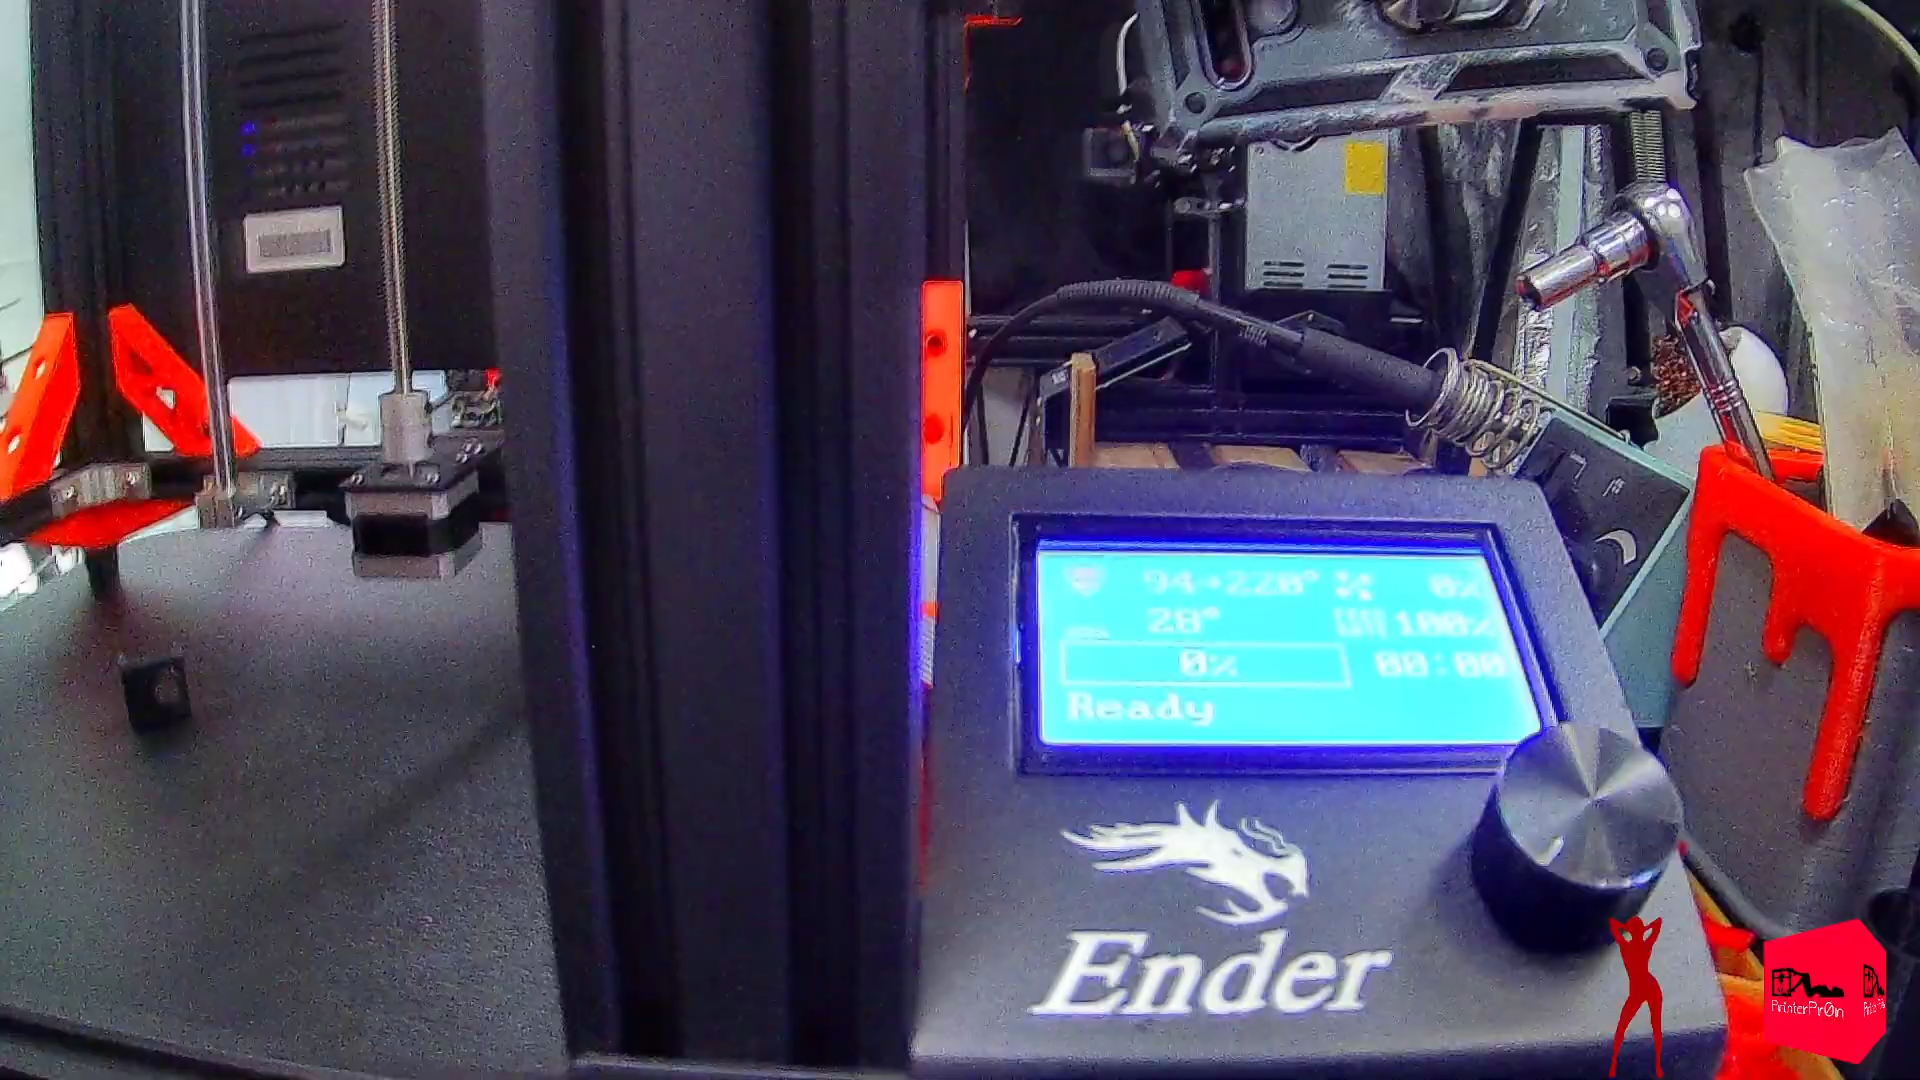 94→220° 0%
28° 100%
0% 00:00
Ready
Ender
PrinterPr0n